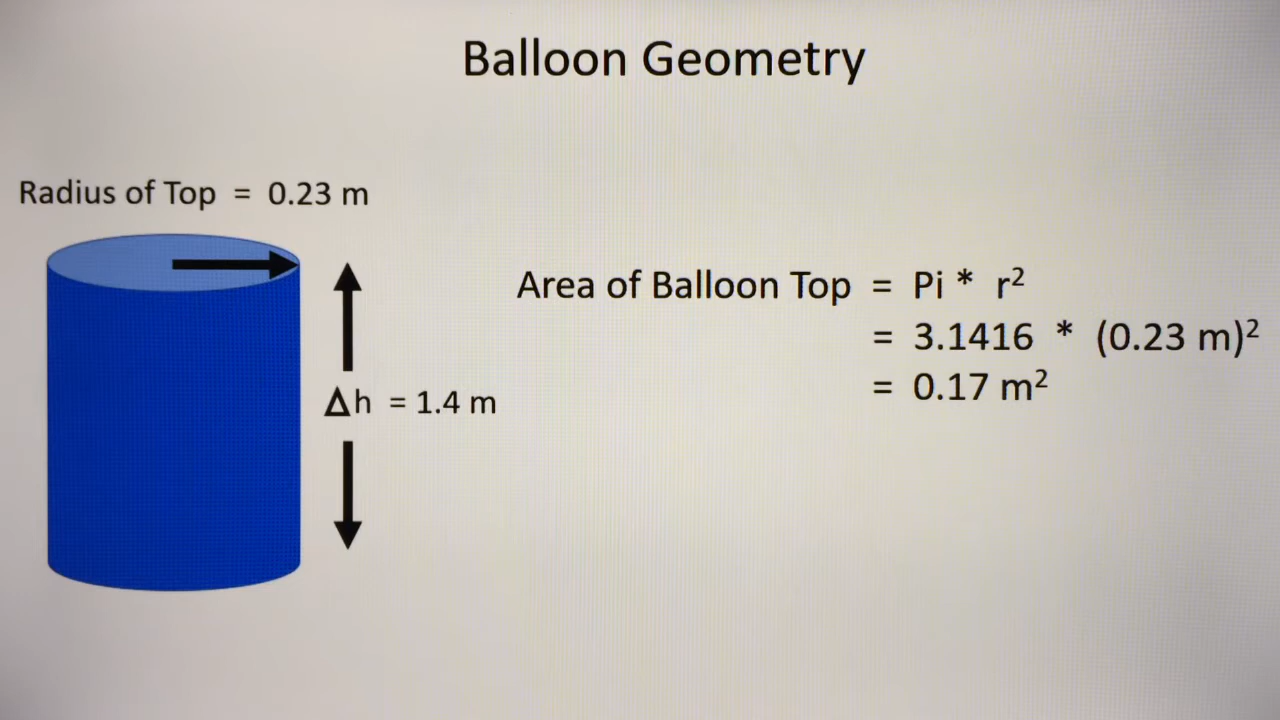 Balloon Geometry
Radius of Top = 0.23 m
Δh = 1.4 m
Area of Balloon Top = Pi * r²
= 3.1416 * (0.23 m)²
= 0.17 m²